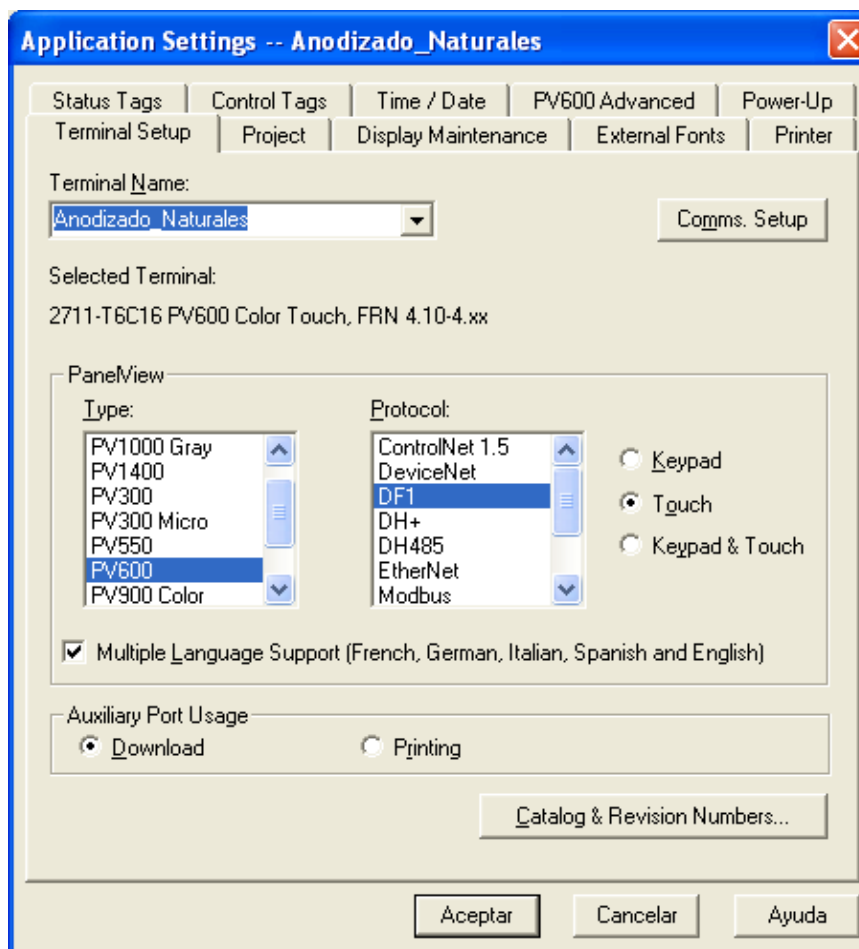 Application Settings -- Anodizado_Naturales
Status Tags Control Tags Time / Date PV600 Advanced Power-Up
Terminal Setup Project Display Maintenance External Fonts Printer
Terminal Name:
Anodizado_Naturales Comms. Setup
Selected Terminal:
2711-T6C16 PV600 Color Touch, FRN 4.10-4.xx
PanelView
Type: Protocol:
PV1000 Gray ControlNet 1.5
PV1400 DeviceNet Keypad
PV300 DF1
PV300 Micro DH+ Touch
PV550 DH485 Keypad & Touch
PV600 EtherNet
PV900 Color Modbus
Multiple Language Support (French, German, Italian, Spanish and English)
Auxiliary Port Usage
Download Printing
Catalog & Revision Numbers...
Aceptar Cancelar Ayuda